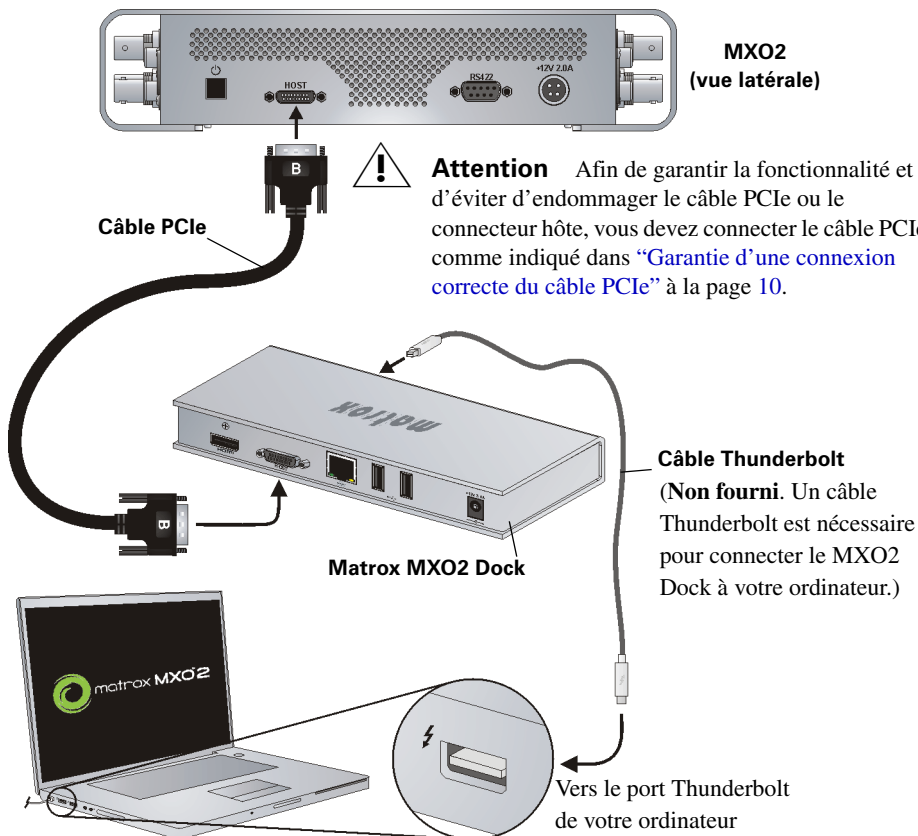 MXO2
(vue latérale)
HOST
RS422
+12V 2.0A
B
Attention Afin de garantir la fonctionnalité et
d'éviter d'endommager le câble PCIe ou le
connecteur hôte, vous devez connecter le câble PCIe
comme indiqué dans “Garantie d'une connexion
correcte du câble PCIe” à la page 10.
Câble PCIe
matrox
Câble Thunderbolt
(Non fourni. Un câble
Thunderbolt est nécessaire
pour connecter le MXO2
Dock à votre ordinateur.)
B
Matrox MXO2 Dock
matrox MXO2
Vers le port Thunderbolt
de votre ordinateur